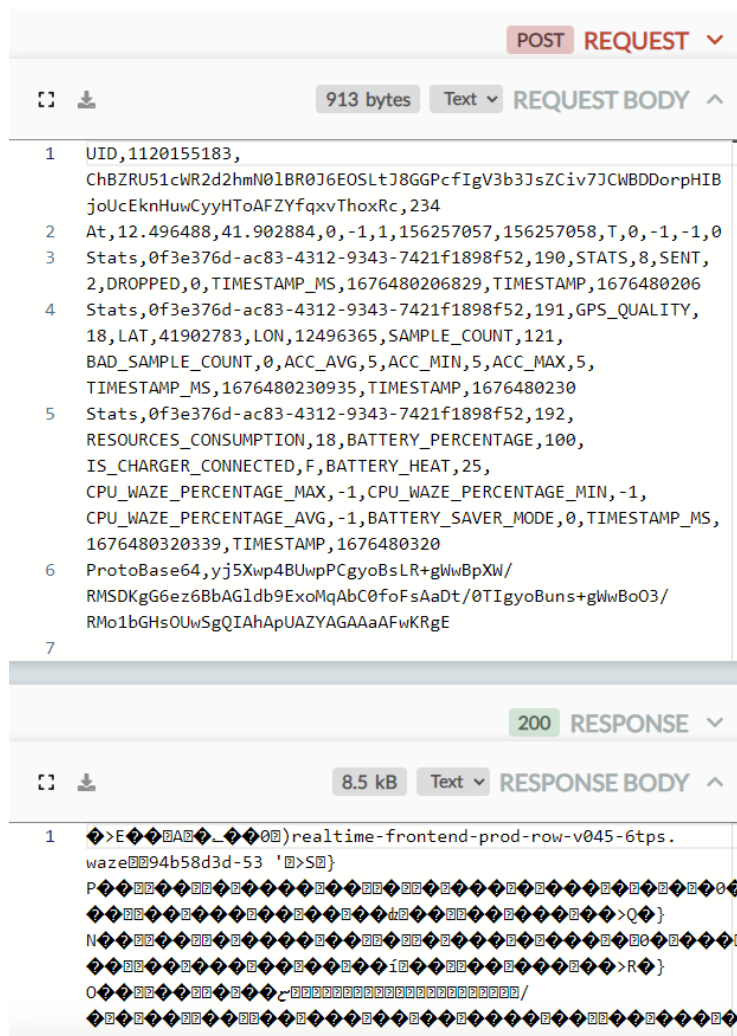 POST REQUEST
913 bytes Text REQUEST BODY
1 UID,1120155183,
ChBZRU51cWR2d2hmN0lBR0J6EOSLtJ8GGPcfIgV3b3JsZCiv7JCWBDDorpHIB
joUcEknHuwCyyHToAFZYfqxvThoxRc,234
2 At,12.496488,41.902884,0,-1,1,156257057,156257058,T,0,-1,-1,0
3 Stats,0f3e376d-ac83-4312-9343-7421f1898f52,190,STATS,8,SENT,
2,DROPPED,0,TIMESTAMP_MS,1676480206829,TIMESTAMP,1676480206
4 Stats,0f3e376d-ac83-4312-9343-7421f1898f52,191,GPS_QUALITY,
18,LAT,41902783,LON,12496365,SAMPLE_COUNT,121,
BAD_SAMPLE_COUNT,0,ACC_AVG,5,ACC_MIN,5,ACC_MAX,5,
TIMESTAMP_MS,1676480230935,TIMESTAMP,1676480230
5 Stats,0f3e376d-ac83-4312-9343-7421f1898f52,192,
RESOURCES_CONSUMPTION,18,BATTERY_PERCENTAGE,100,
IS_CHARGER_CONNECTED,F,BATTERY_HEAT,25,
CPU_WAZE_PERCENTAGE_MAX,-1,CPU_WAZE_PERCENTAGE_MIN,-1,
CPU_WAZE_PERCENTAGE_AVG,-1,BATTERY_SAVER_MODE,0,TIMESTAMP_MS,
1676480320339,TIMESTAMP,1676480320
6 ProtoBase64,yj5Xwp4BUwpPCgyoBsLR+gWwBpXW/
RMSDKgG6ez6BbAGldb9ExoMqAbC0foFsAaDt/0TIgyoBuns+gWwBoO3/
RMo1bGHsOUwSgQIAhApUAZYAGAAaAFwKRgE
7
200 RESPONSE
8.5 kB Text RESPONSE BODY
1 )realtime-frontend-prod-row-v045-6tps.
waze 94b58d3d-53 '